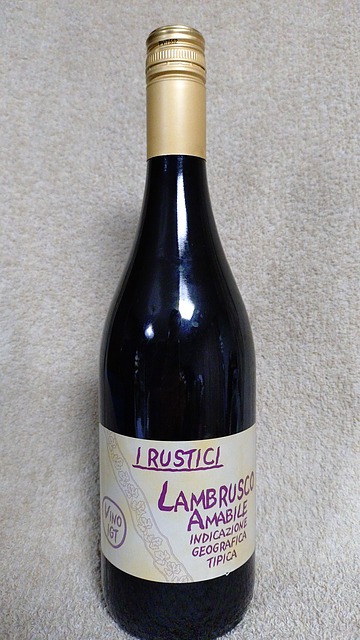 I RUSTICI
LAMBRUSCO
AMABILE
INDICAZIONE
GEOGRAFICA
TIPICA
VINO
IGT